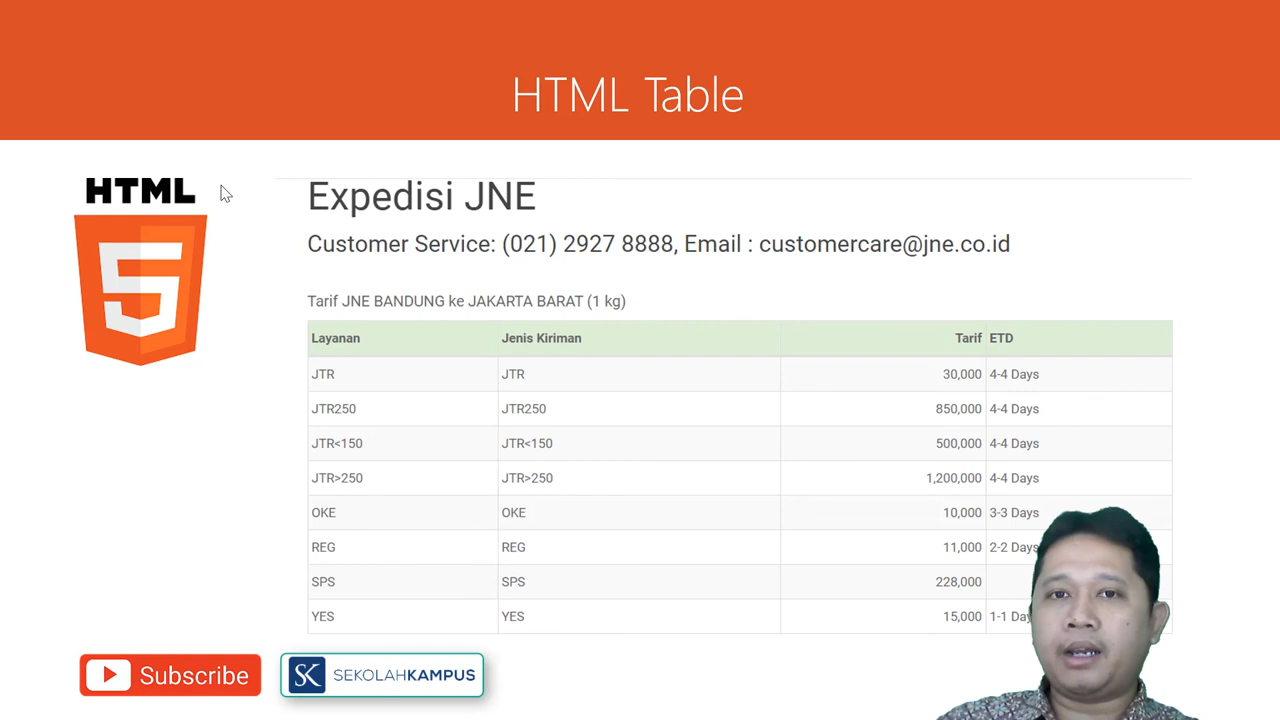 HTML Table
HTML
5
Expedisi JNE
Customer Service: (021) 2927 8888, Email : customercare@jne.co.id
Tarif JNE BANDUNG ke JAKARTA BARAT (1 kg)
Layanan Jenis Kiriman Tarif ETD
JTR JTR 30,000 4-4 Days
JTR250 JTR250 850,000 4-4 Days
JTR<150 JTR<150 500,000 4-4 Days
JTR>250 JTR>250 1,200,000 4-4 Days
OKE OKE 10,000 3-3 Days
REG REG 11,000 2-2 Days
SPS SPS 228,000
YES YES 15,000 1-1 Day
Subscribe
SK SEKOLAHKAMPUS